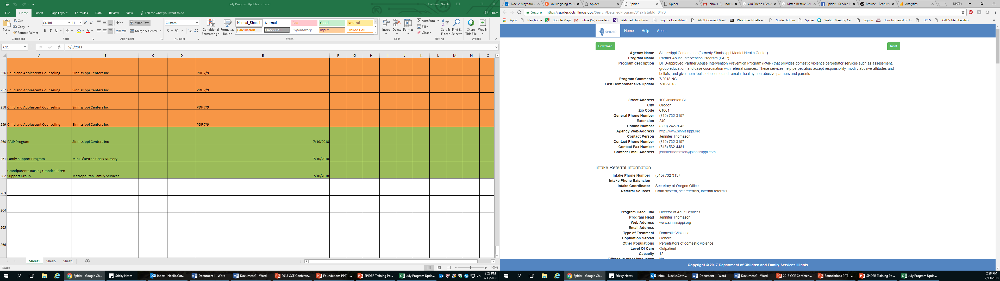 July Program Updates - Excel
Cothern, Noelle
File Home Insert Page Layout Formulas Data Review View Tell me what you want to do
Share
Paste
Cut
Copy
Format Painter
Calibri 11
Wrap Text
Merge & Center
Custom
Conditional Formatting
Format as Table
Normal_Sheet1 Normal Bad Good Neutral
Calculation Check Cell Explanatory ... Input Linked Cell
Insert Delete Format
AutoSum
Fill
Clear
Sort & Filter
Find & Select
Share This File
WebEx
Clipboard Font Alignment Number Styles Cells Editing WebEx
C11 5/5/2011
A B C D E F G H I J K L M N O
256 Child and Adolescent Counseling Sinnissippi Centers Inc PDF 7/9
257 Child and Adolescent Counseling Sinnissippi Centers Inc PDF 7/9
258 Child and Adolescent Counseling Sinnissippi Centers Inc PDF 7/9
259 Child and Adolescent Counseling Sinnissippi Centers Inc PDF 7/9
260 PAIP Program Sinnissippi Centers Inc 7/10/2018
261 Famly Support Program Mini O'Beirne Crisis Nursery 7/10/2018
Grandparents Raising Grandchildren
262 Support Group Metropolitan Family Services 7/10/2018
263
264
265
266
Sheet1 Sheet2 Sheet3
Ready
100%
Spider - Google Ch... Sticky Notes Inbox - Noelle.Cot... Document1 - Word Document2 - Word 2018 CCE Conferen... Foundations PPT - ... SPIDER Training Po... July Program Upda...
2:28 PM
7/13/2018
Noelle Maynard You're going to 2 Spider Spider Spider Inbox (12) - noel Old Friends Seni Kitten Rescue Ca Spider - Service P Browse - Feature Analytics
Noëlle
Secure https://spider.dcfs.illinois.gov/Search/DetailedProgram/8427?stubId=8470
Apps Nav_home Google Maps Inbox (57) - noellec Webmail : Northwes Log in - User Admin AT&T Connect Meet Welcome, Noelle – Spider Admin Spider WebEx Meeting Cen Sign In How To Stencil on C IDCFS ICADV Membership
SPIDER Home Help About
Download
Print
Agency Name Sinnissippi Centers, Inc (formerly Sinnissippi Mental Health Center)
Program Name Partner Abuse Intervention Program (PAIP)
Program description DHS-approved Partner Abuse Intervention Prevention Program (PAIP) that provides domestic violence perpetrator services such as assessment,
group education, and case coordination with referral sources. These services help perpetrators accept responsibility, modify abusive attitudes and
beliefs, and give them tools to become and remain, healthy non-abusive partners and parents.
Program Comments 7/2018 NC
Last Comprehensive Update 7/10/2018
Street Address 100 Jefferson St
City Oregon
Zip Code 61061
General Phone Number (815) 732-3157
Extension 240
Hotline Number (800) 242-7642
Agency Web-Address http://www.sinnissippi.org
Contact Person Jennifer Thomason
Contact Phone Number (815) 732-3157
Contact Fax Number (815) 562-4481
Contact Email Address jenniferthomason@sinnissippi.com
Intake Referral Information
Intake Phone Number (815) 732-3157
Intake Phone Extension
Intake Coordinator Secretary at Oregon Office
Referral Sources Court system, self referrals, internal referrals
Program Head Title Director of Adult Services
Program Head Jennifer Thomason
Web Address www.sinnissippi.org
Email Address
Type of Treatment Domestic Violence
Population Served General
Other Populations Perpetrators of domestic violence
Level Of Care Outpatient
Capacity 12
Offered in other languages No
Copyright © 2017 Department of Children and Family Services Illinois
Spider - Google Ch... Sticky Notes Inbox - Noelle.Coth... Document1 - Word Document2 - Word 2018 CCE Conferen... Foundations PPT - ... SPIDER Training Po... July Program Upda...
2:28 PM
7/13/2018